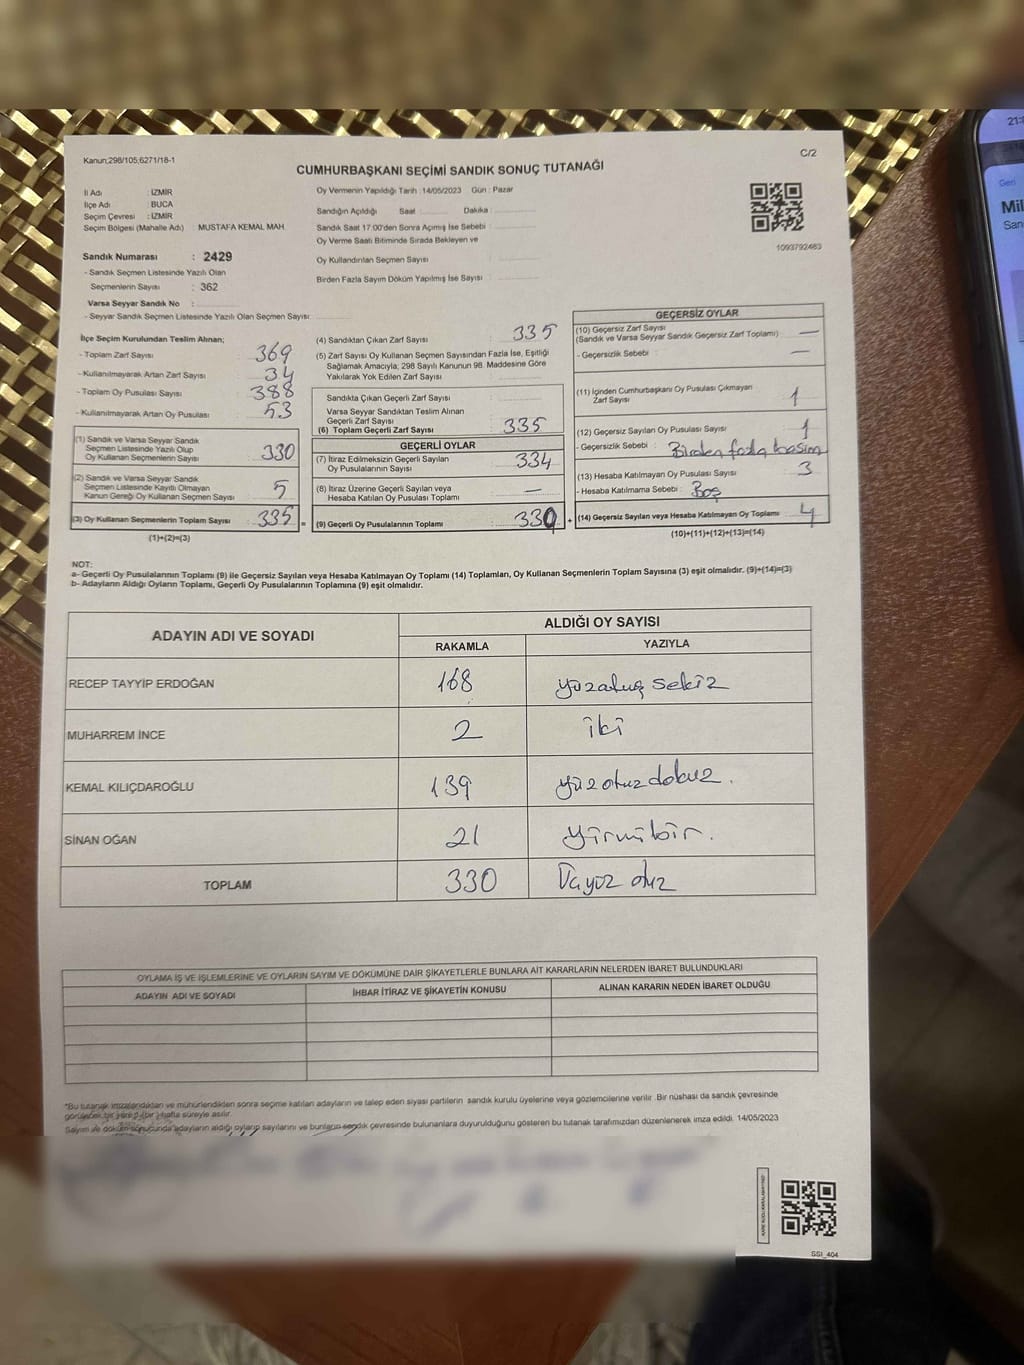 Kanun;298/105;6271/18-1
C/2
CUMHURBAŞKANI SEÇİMİ SANDIK SONUÇ TUTANAĞI
İl Adı : İZMİR
İlçe Adı : BUCA
Seçim Çevresi : İZMİR
Seçim Bölgesi (Mahalle Adı) MUSTAFA KEMAL MAH.
Oy Vermenin Yapıldığı Tarih :14/05/2023 Gün : Pazar
Sandığın Açıldığı Saat : Dakika :
Sandık Saat 17:00'den Sonra Açımış İse Sebebi :
Oy Verme Saati Bitiminde Sırada Bekleyen ve
Oy Kullandırılan Seçmen Sayısı :
Birden Fazla Sayım Döküm Yapılmış İse Sayısı :
1093792463
Sandık Numarası : 2429
- Sandık Seçmen Listesinde Yazılı Olan
Seçmenlerin Sayısı : 362
Varsa Seyyar Sandık No :
- Seyyar Sandık Seçmen Listesinde Yazılı Olan Seçmen Sayısı:
İlçe Seçim Kurulundan Teslim Alınan;
- Toplam Zarf Sayısı : 369
- Kullanılmayarak Artan Zarf Sayısı : 34
- Toplam Oy Pusulası Sayısı : 388
- Kullanılmayarak Artan Oy Pusulası : 53
(1) Sandık ve Varsa Seyyar Sandık
Seçmen Listesinde Yazılı Olup
Oy Kullanan Seçmenlerin Sayısı : 330
(2) Sandık ve Varsa Seyyar Sandık
Seçmen Listesinde Kayıtlı Olmayan
Kanun Gereği Oy Kullanan Seçmen Sayısı : 5
(3) Oy Kullanan Seçmenlerin Toplam Sayısı : 335 =
(1)+(2)=(3)
(4) Sandıktan Çıkan Zarf Sayısı : 335
(5) Zarf Sayısı Oy Kullanan Seçmen Sayısından Fazla İse, Eşitliği
Sağlamak Amacıyla; 298 Sayılı Kanunun 98. Maddesine Göre
Yakılarak Yok Edilen Zarf Sayısı :
Sandıkta Çıkan Geçerli Zarf Sayısı :
Varsa Seyyar Sandıktan Teslim Alınan
Geçerli Zarf Sayısı :
(6) Toplam Geçerli Zarf Sayısı : 335
GEÇERLİ OYLAR
(7) İtiraz Edilmeksizin Geçerli Sayılan
Oy Pusulalarının Sayısı : 334
(8) İtiraz Üzerine Geçerli Sayılan veya
Hesaba Katılan Oy Pusulası Toplamı : —
(9) Geçerli Oy Pusulalarının Toplamı : 330 +
GEÇERSİZ OYLAR
(10) Geçersiz Zarf Sayısı
(Sandık ve Varsa Seyyar Sandık Geçersiz Zarf Toplamı) : —
- Geçersizlik Sebebi : —
(11) İçinden Cumhurbaşkanı Oy Pusulası Çıkmayan
Zarf Sayısı : 1
(12) Geçersiz Sayılan Oy Pusulası Sayısı : 1
- Geçersizlik Sebebi : Birden fazla basım
(13) Hesaba Katılmayan Oy Pusulası Sayısı : 3
- Hesaba Katılmama Sebebi : Boş
(14) Geçersiz Sayılan veya Hesaba Katılmayan Oy Toplamı : 4
(10)+(11)+(12)+(13)=(14)
NOT:
a- Geçerli Oy Pusulalarının Toplamı (9) ile Geçersiz Sayılan veya Hesaba Katılmayan Oy Toplamı (14) Toplamları, Oy Kullanan Seçmenlerin Toplam Sayısına (3) eşit olmalıdır. (9)+(14)=(3)
b- Adayların Aldığı Oyların Toplamı, Geçerli Oy Pusulalarının Toplamına (9) eşit olmalıdır.
ADAYIN ADI VE SOYADI ALDIĞI OY SAYISI
RAKAMLA YAZIYLA
RECEP TAYYİP ERDOĞAN 168 yüzatmış sekiz
MUHARREM İNCE 2 iki
KEMAL KILIÇDAROĞLU 139 yüzotuzdokuz.
SİNAN OĞAN 21 yirmibir.
TOPLAM 330 Üçyüz otuz
OYLAMA İŞ VE İŞLEMLERİNE VE OYLARIN SAYIM VE DÖKÜMÜNE DAİR ŞİKAYETLERLE BUNLARA AİT KARARLARIN NELERDEN İBARET BULUNDUKLARI
ADAYIN ADI VE SOYADI İHBAR İTİRAZ VE ŞİKAYETİN KONUSU ALINAN KARARIN NEDEN İBARET OLDUĞU
*Bu tutanak imzalandıktan ve mühürlendikten sonra seçime katılan adayların ve talep eden siyasi partilerin sandık kurulu üyelerine veya gözlemcilerine verilir. Bir nüshası da sandık çevresinde
görülecek bir yere 1 (bir) hafta süreyle asılır.
Sayım ve döküm sonucunda adayların aldığı oyların sayılarını ve bunların sandık çevresinde bulunanlara duyurulduğunu gösteren bu tutanak tarafımızdan düzenlenerek imza edildi. 14/05/2023
SSI_404
Geri